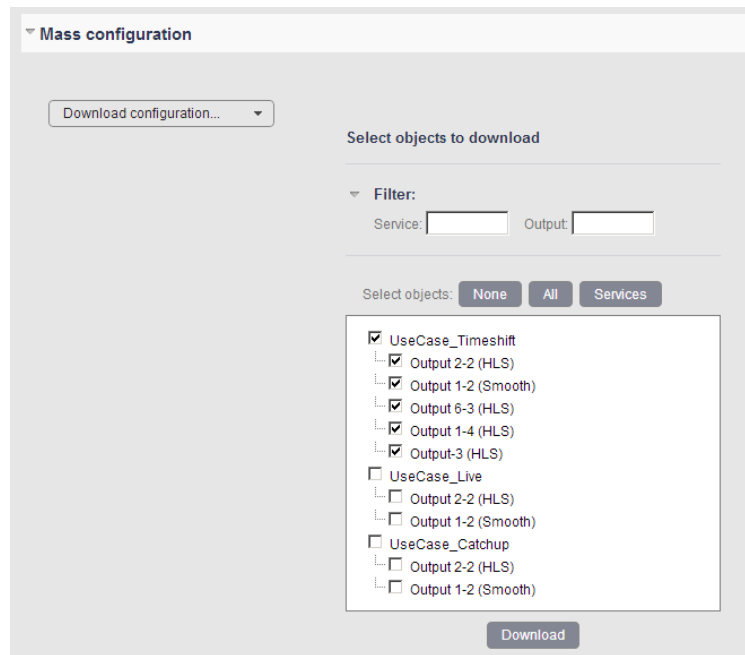 Mass configuration
Download configuration...
Select objects to download
Filter:
Service: Output:
Select objects: None All Services
UseCase_Timeshift
Output 2-2 (HLS)
Output 1-2 (Smooth)
Output 6-3 (HLS)
Output 1-4 (HLS)
Output-3 (HLS)
UseCase_Live
Output 2-2 (HLS)
Output 1-2 (Smooth)
UseCase_Catchup
Output 2-2 (HLS)
Output 1-2 (Smooth)
Download